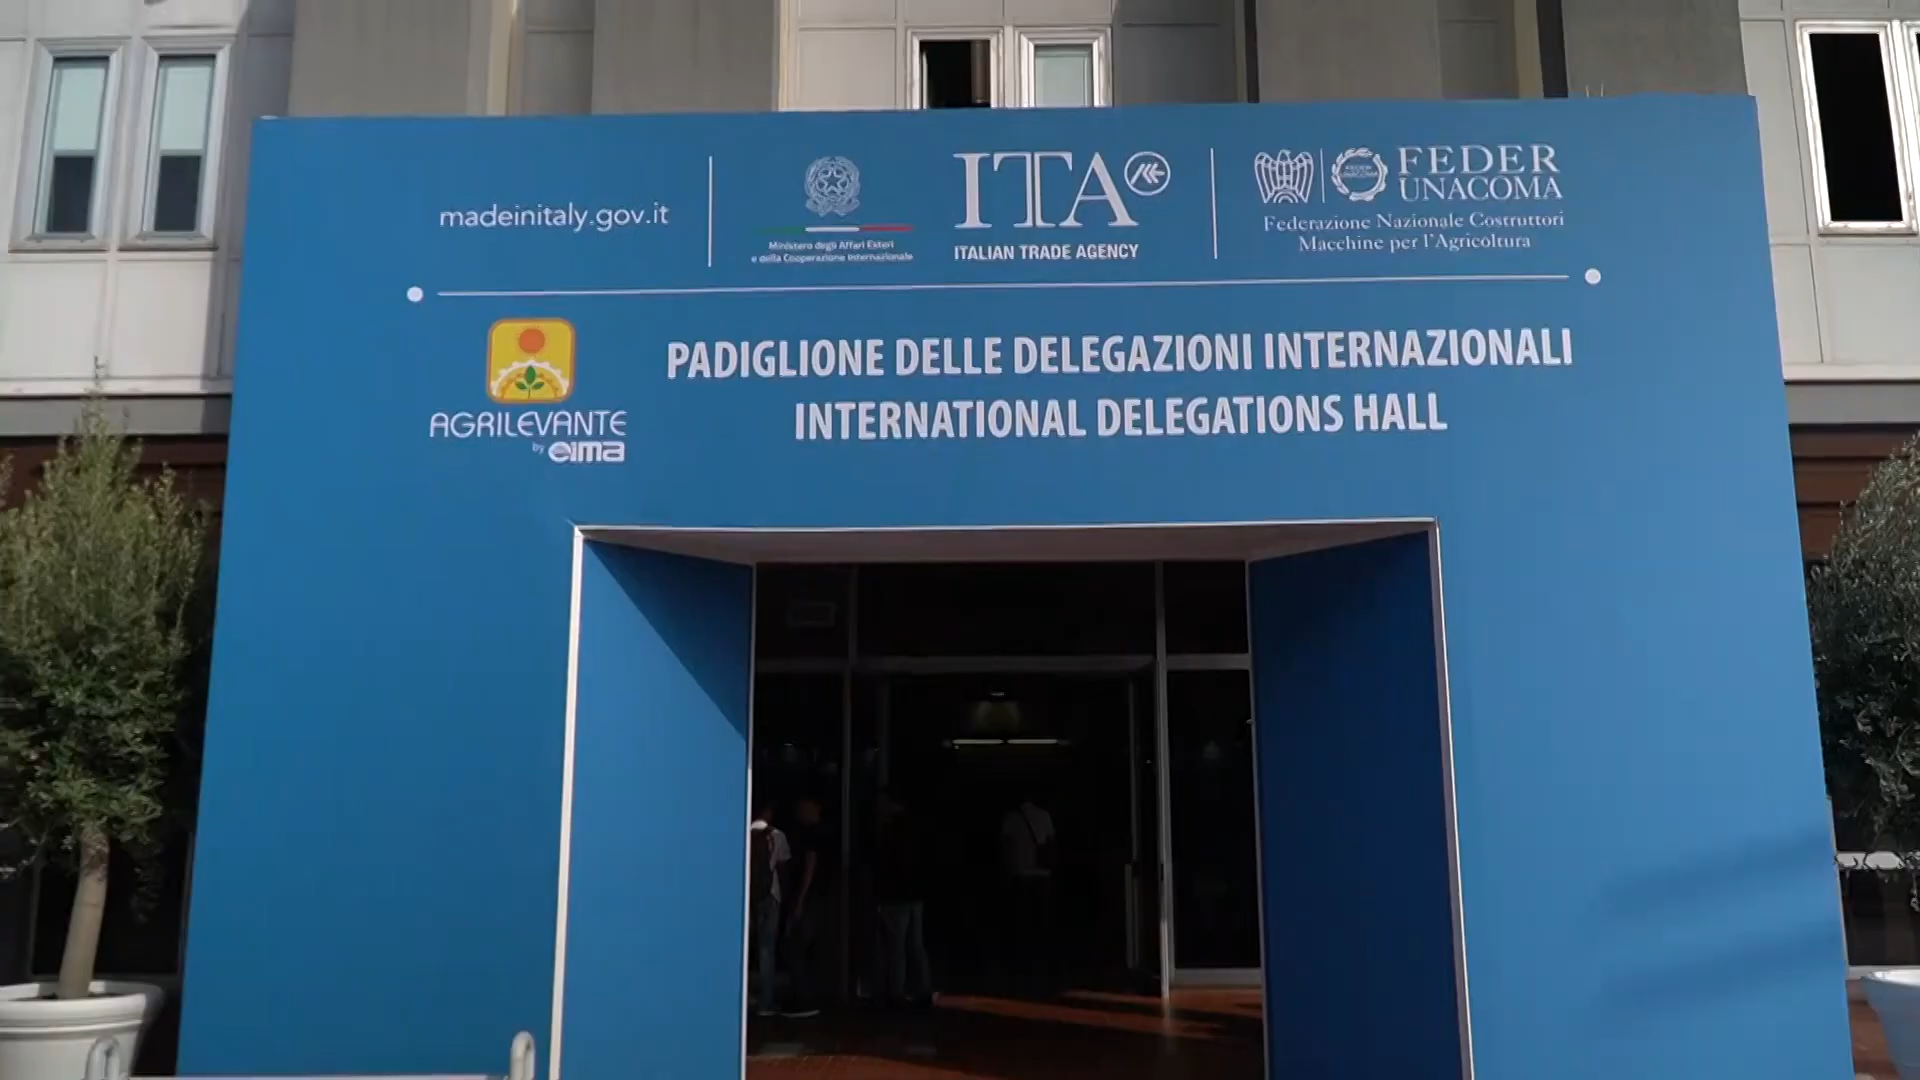 madeinitaly.gov.it
Ministero degli Affari Esteri
e della Cooperazione Internazionale
ITA
ITALIAN TRADE AGENCY
FEDER
UNACOMA
Federazione Nazionale Costruttori
Macchine per l'Agricoltura
AGRILEVANTE
by eima
PADIGLIONE DELLE DELEGAZIONI INTERNAZIONALI
INTERNATIONAL DELEGATIONS HALL